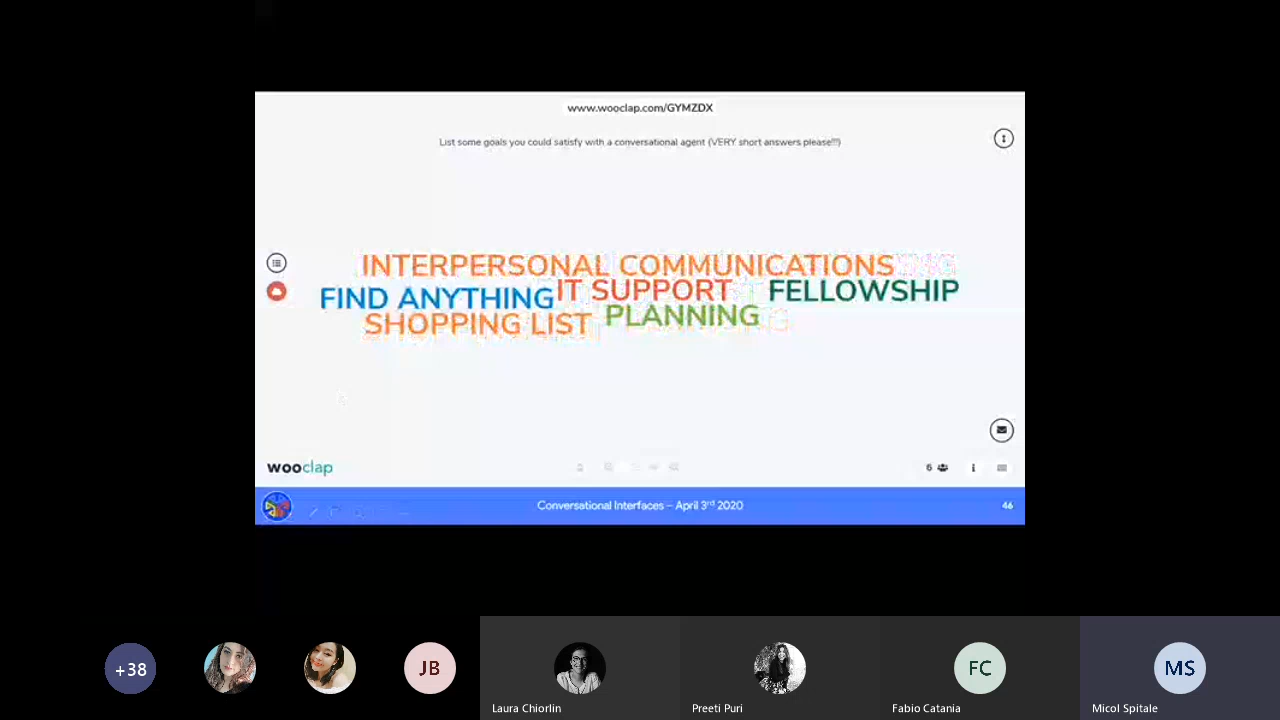 www.wooclap.com/GYMZDX
List some goals you could satisfy with a conversational agent (VERY short answers please!!!)
INTERPERSONAL COMMUNICATIONS
FIND ANYTHING IT SUPPORT FELLOWSHIP
SHOPPING LIST PLANNING
wooclap
6
Conversational Interfaces – April 3rd 2020
46
+38
JB
FC
MS
Laura Chiorlin
Preeti Puri
Fabio Catania
Micol Spitale